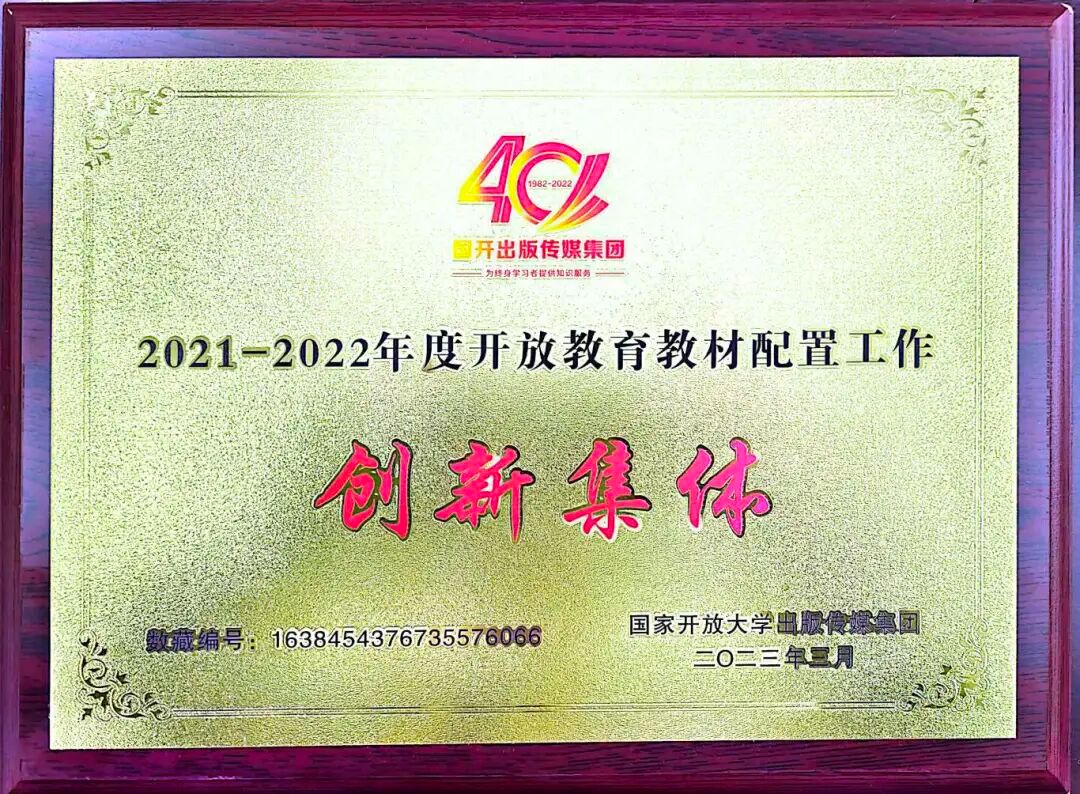 40
1982-2022
国开出版传媒集团
为终身学习者提供知识服务
2021-2022年度开放教育教材配置工作
创新集体
数藏编号：1638454376735576066
国家开放大学出版传媒集团
二〇二三年三月